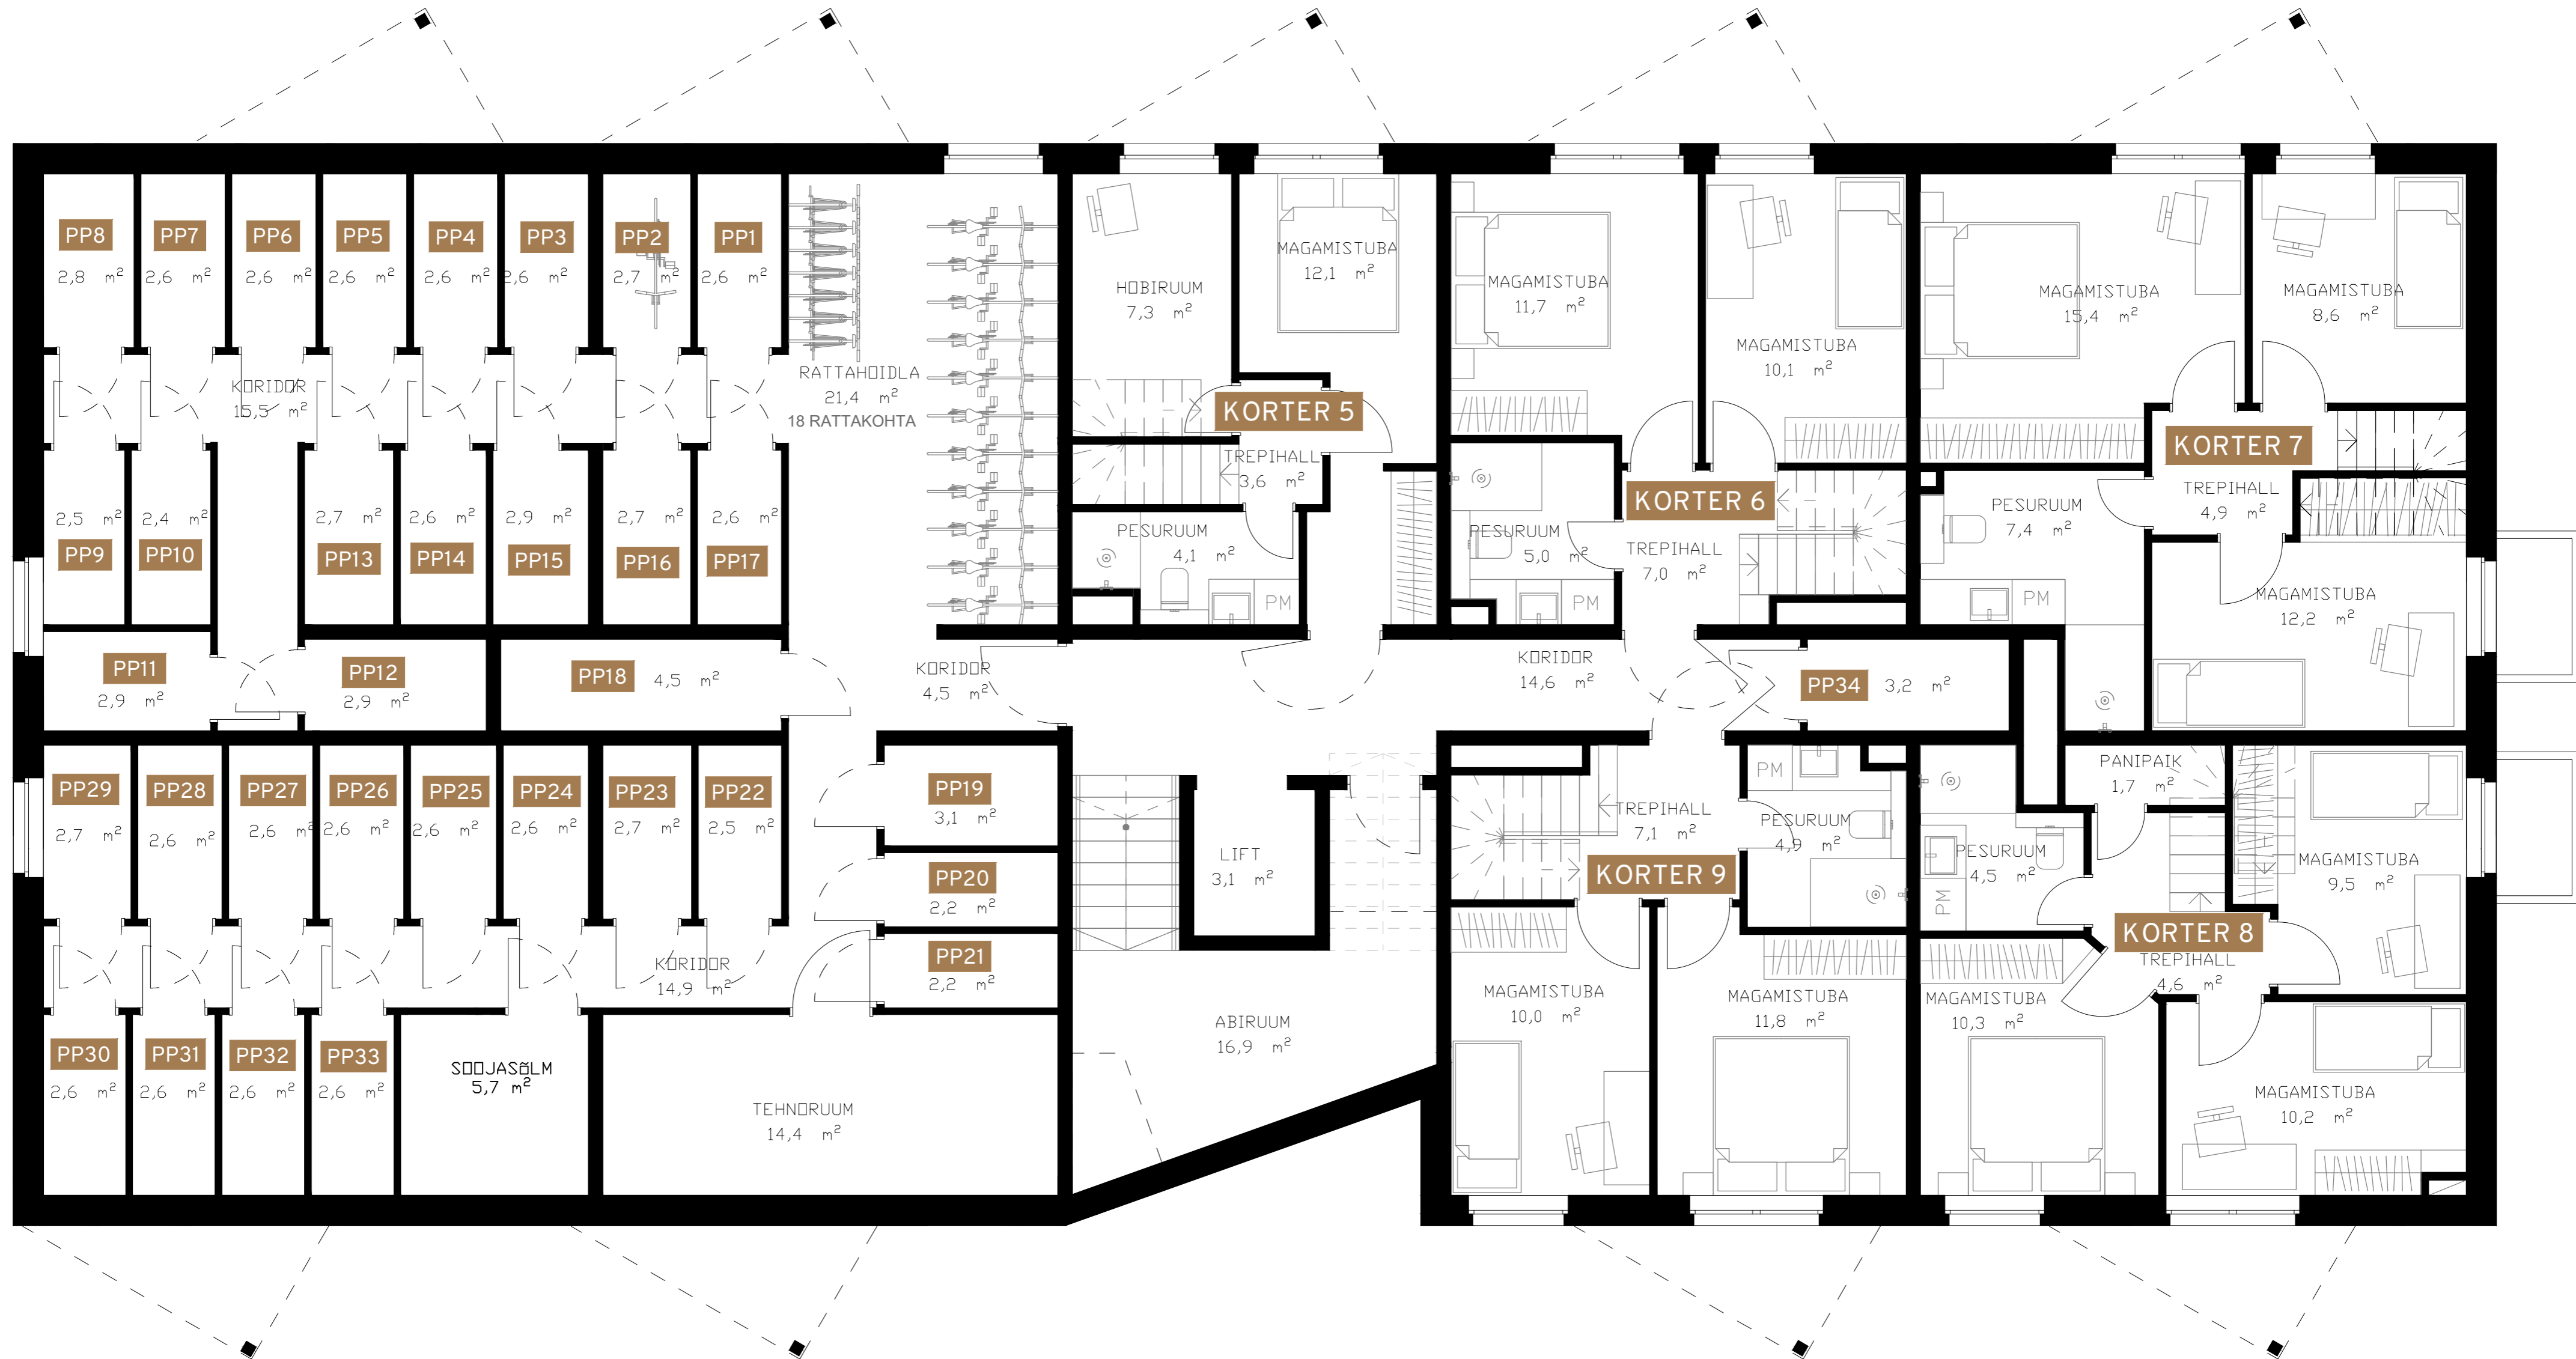 PP8
2,8 m²
PP7
2,6 m²
PP6
2,6 m²
PP5
2,6 m²
PP4
2,6 m²
PP3
2,6 m²
PP2
2,7 m²
PP1
2,6 m²
KORIDOR
15,5 m²
RATTAHOIDLA
21,4 m²
18 RATTAKOHTA
2,5 m²
PP9
2,4 m²
PP10
2,7 m²
PP13
2,6 m²
PP14
2,9 m²
PP15
2,7 m²
PP16
2,6 m²
PP17
PP11
2,9 m²
PP12
2,9 m²
PP18 4,5 m²
KORIDOR
4,5 m²
HOBIRUUM
7,3 m²
MAGAMISTUBA
12,1 m²
KORTER 5
TREPIHALL
3,6 m²
PESURUUM
4,1 m²
PM
MAGAMISTUBA
11,7 m²
MAGAMISTUBA
10,1 m²
KORTER 6
PESURUUM
5,0 m²
PM
TREPIHALL
7,0 m²
MAGAMISTUBA
15,4 m²
MAGAMISTUBA
8,6 m²
KORTER 7
PESURUUM
7,4 m²
PM
TREPIHALL
4,9 m²
MAGAMISTUBA
12,2 m²
KORIDOR
14,6 m²
PP34 3,2 m²
PP29
2,7 m²
PP28
2,6 m²
PP27
2,6 m²
PP26
2,6 m²
PP25
2,6 m²
PP24
2,6 m²
PP23
2,7 m²
PP22
2,5 m²
PP19
3,1 m²
PP20
2,2 m²
PP21
2,2 m²
KORIDOR
14,9 m²
PP30
2,6 m²
PP31
2,6 m²
PP32
2,6 m²
PP33
2,6 m²
SOOJASÕLM
5,7 m²
TEHNORUUM
14,4 m²
LIFT
3,1 m²
ABIRUUM
16,9 m²
TREPIHALL
7,1 m²
PM
PESURUUM
4,9 m²
KORTER 9
MAGAMISTUBA
10,0 m²
MAGAMISTUBA
11,8 m²
PANIPAIK
1,7 m²
PESURUUM
4,5 m²
PM
MAGAMISTUBA
9,5 m²
KORTER 8
TREPIHALL
4,6 m²
MAGAMISTUBA
10,3 m²
MAGAMISTUBA
10,2 m²